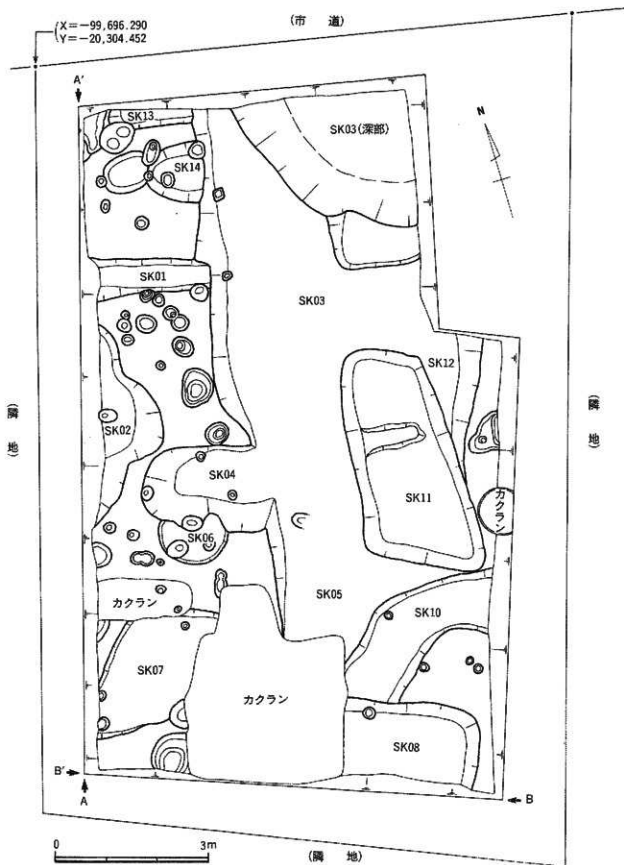 X=−99,696.290
Y=−20,304.452
(市 道)
A'
SK13
SK03(深部)
N
SK14
SK01
SK03
SK12
(隣 地)
(隣 地)
SK02
SK04
SK11
カクラン
SK06
SK05
カクラン
SK10
SK07
カクラン
SK08
B'
A
B
0
3m
(隣 地)